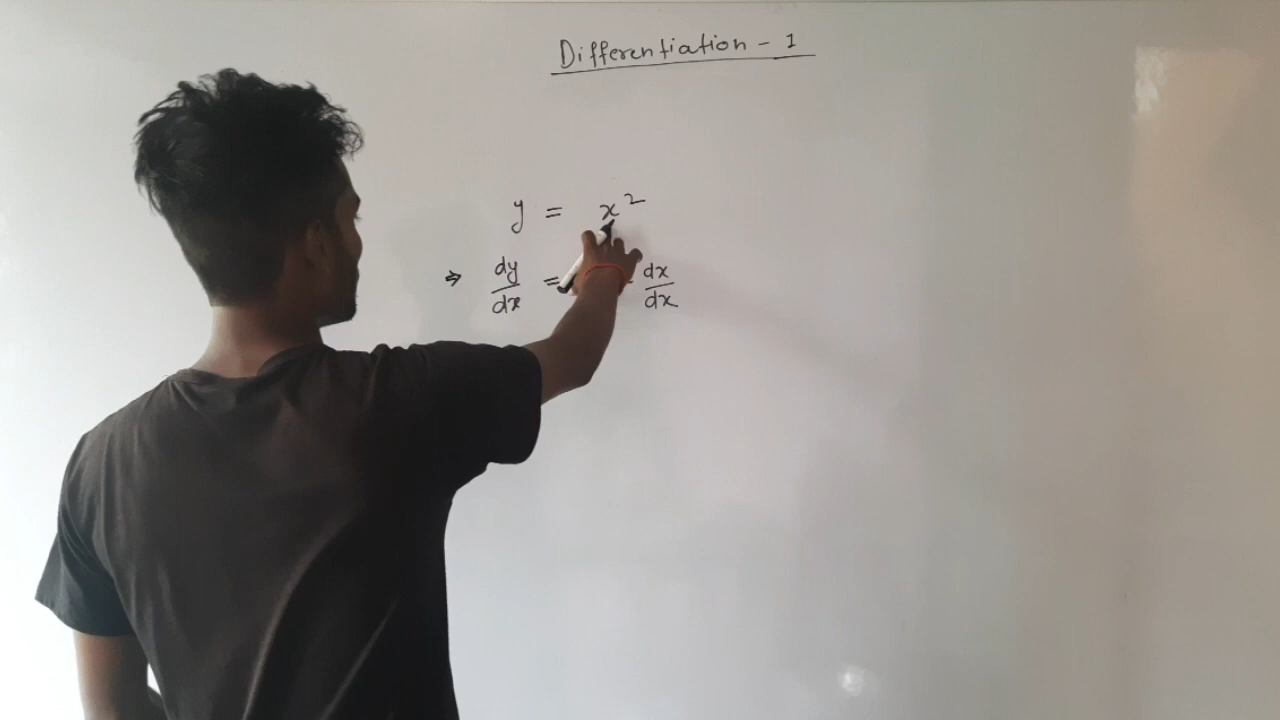 Differentiation - 1
y = x²
⇒ dy/dx = dx/dx